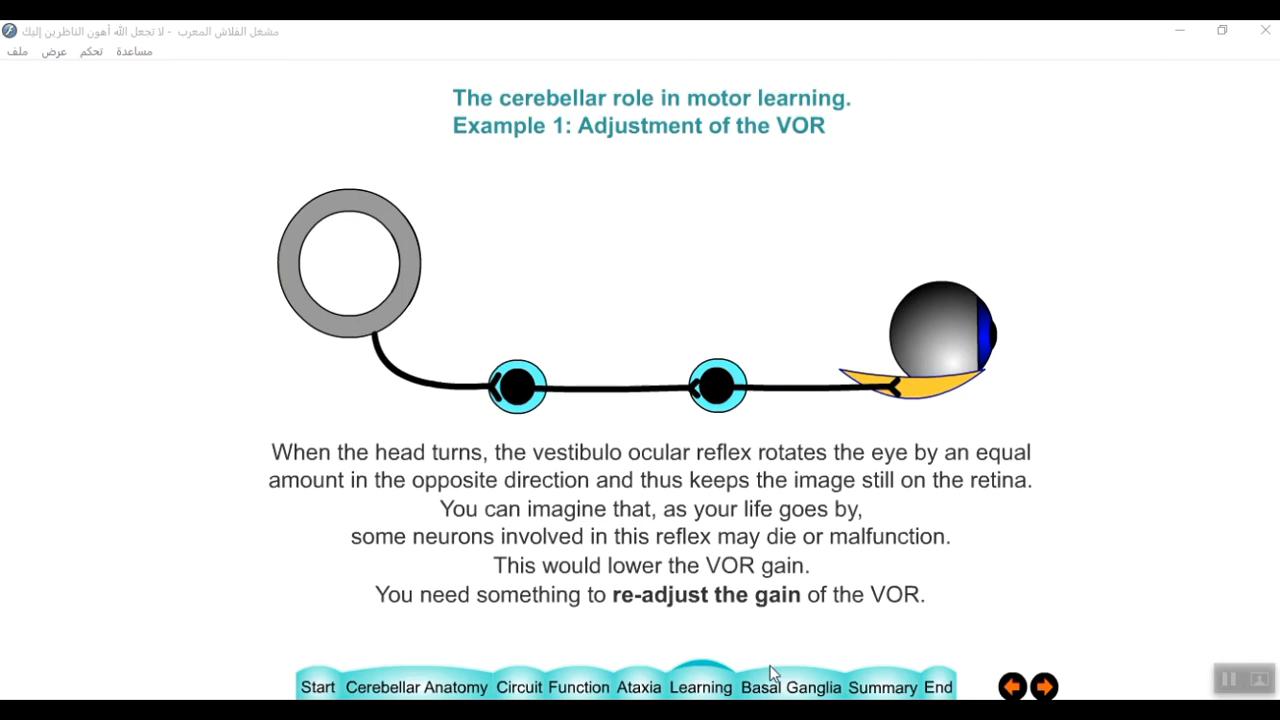 مشغل الفلاش المعرب - لا تجعل الله أهون الناظرين إليك
ملف عرض تحكم مساعدة
The cerebellar role in motor learning.
Example 1: Adjustment of the VOR
When the head turns, the vestibulo ocular reflex rotates the eye by an equal
amount in the opposite direction and thus keeps the image still on the retina.
You can imagine that, as your life goes by,
some neurons involved in this reflex may die or malfunction.
This would lower the VOR gain.
You need something to re-adjust the gain of the VOR.
Start Cerebellar Anatomy Circuit Function Ataxia Learning Basal Ganglia Summary End